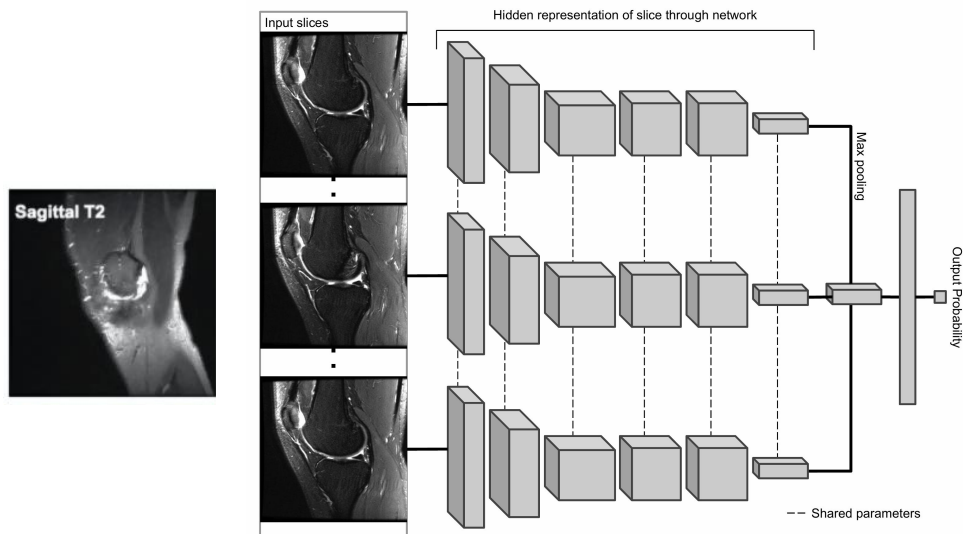 Hidden representation of slice through network
Input slices
Sagittal T2
Max pooling
Output Probability
Shared parameters